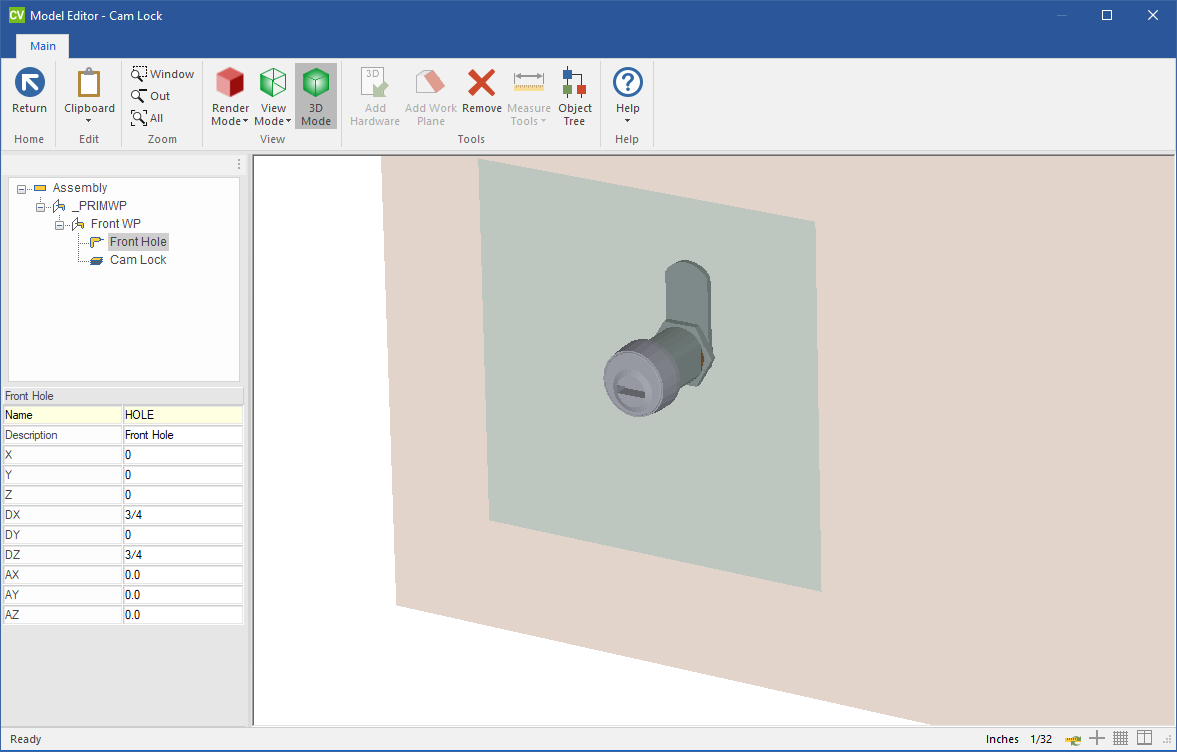 CV Model Editor - Cam Lock
Main
Return
Clipboard
Window
Out
All
Render Mode
View Mode
3D Mode
3D
Add Hardware
Add Work Plane
Remove
Measure Tools
Object Tree
Help
Home
Edit
Zoom
View
Tools
Help
Assembly
_PRIMWP
Front WP
Front Hole
Cam Lock
Front Hole
Name HOLE
Description Front Hole
X 0
Y 0
Z 0
DX 3/4
DY 0
DZ 3/4
AX 0.0
AY 0.0
AZ 0.0
Ready
Inches 1/32